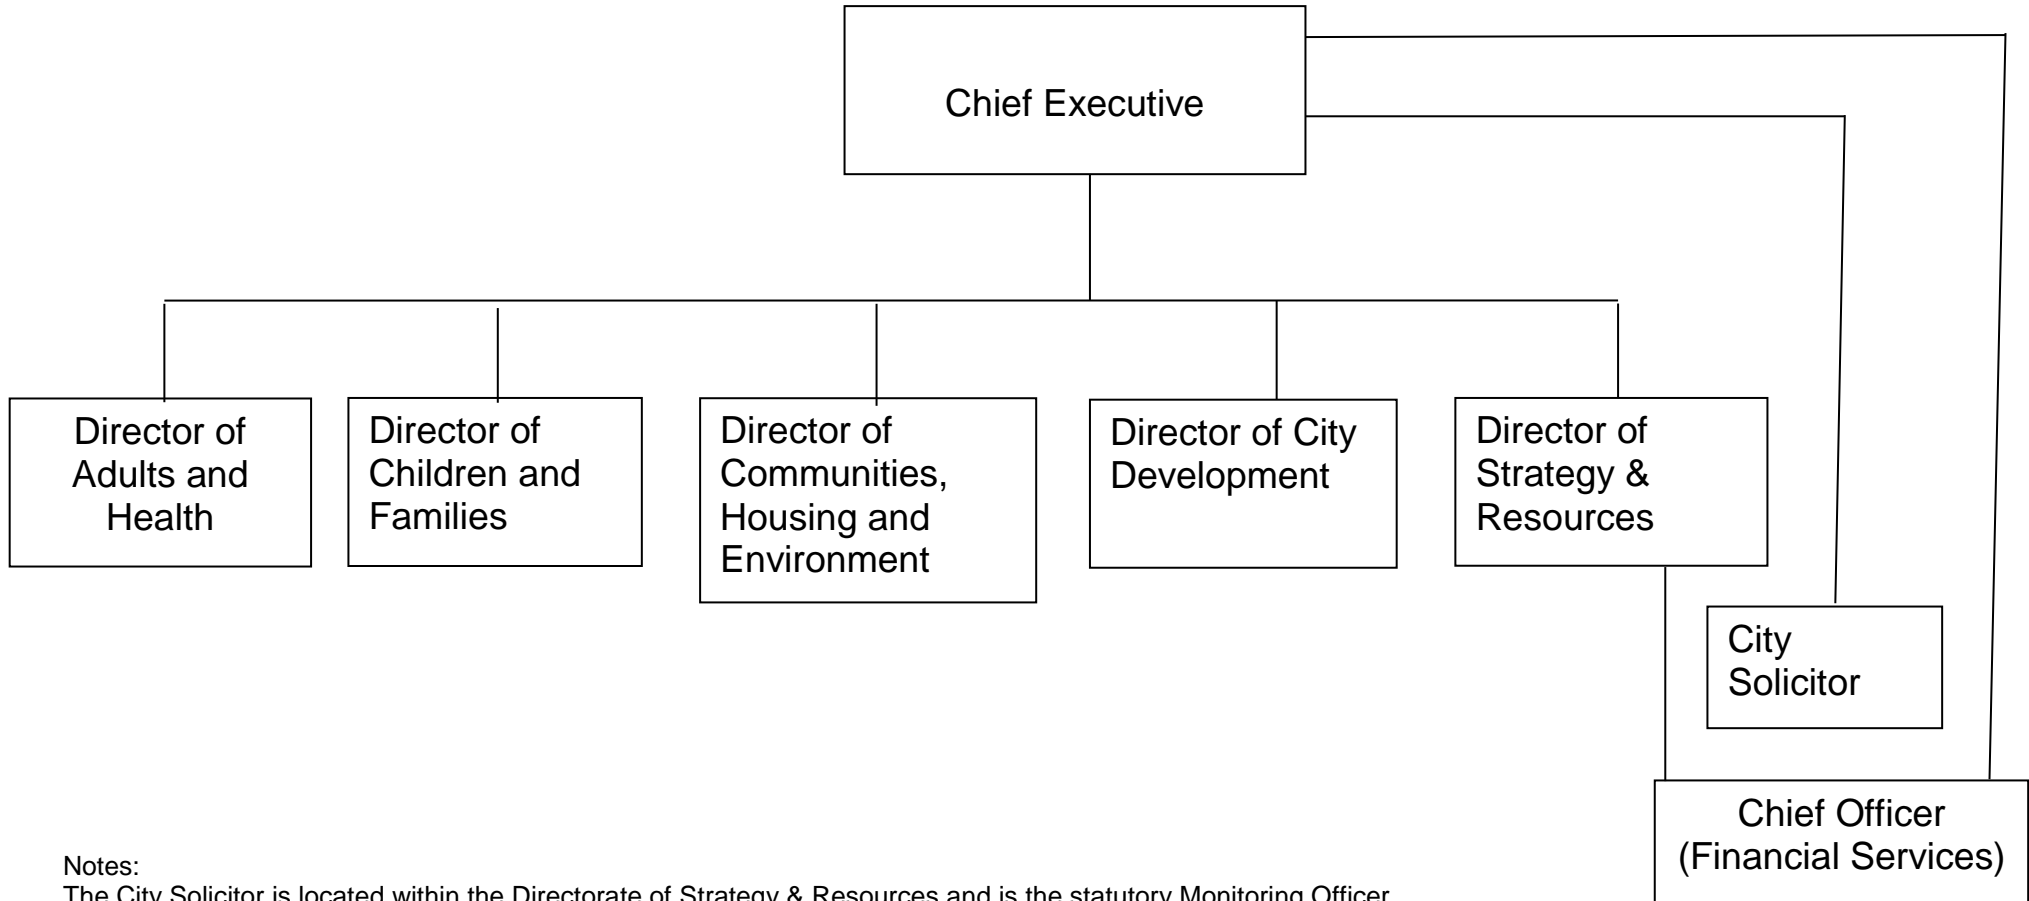 Chief Executive
Director of
Adults and
Health
Director of
Children and
Families
Director of
Communities,
Housing and
Environment
Director of City
Development
Director of
Strategy &
Resources
City
Solicitor
Chief Officer
(Financial Services)
Notes:
The City Solicitor is located within the Directorate of Strategy & Resources and is the statutory Monitoring Officer